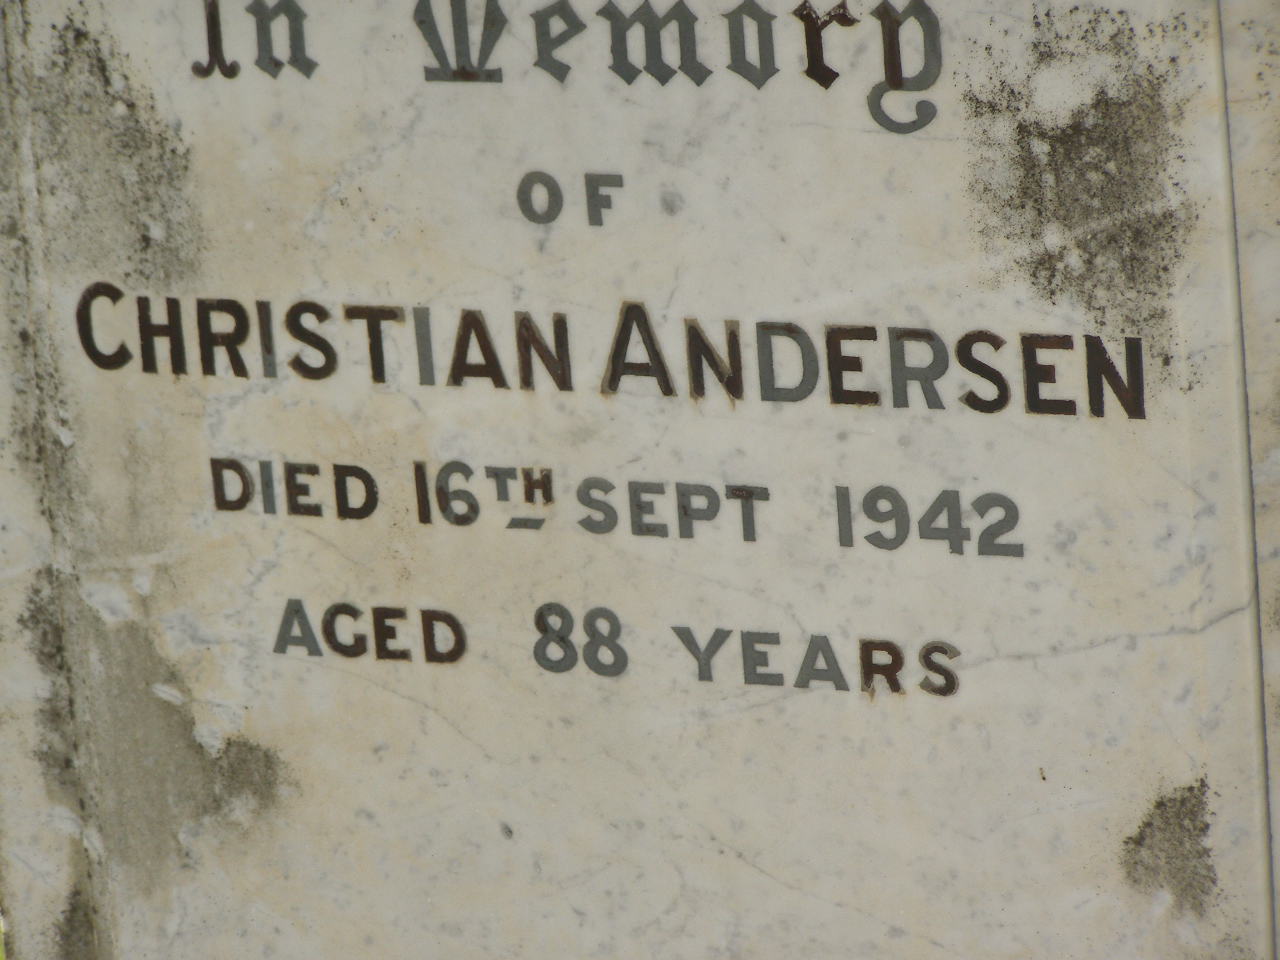 In Memory
OF
CHRISTIAN ANDERSEN
DIED 16TH SEPT 1942
AGED 88 YEARS